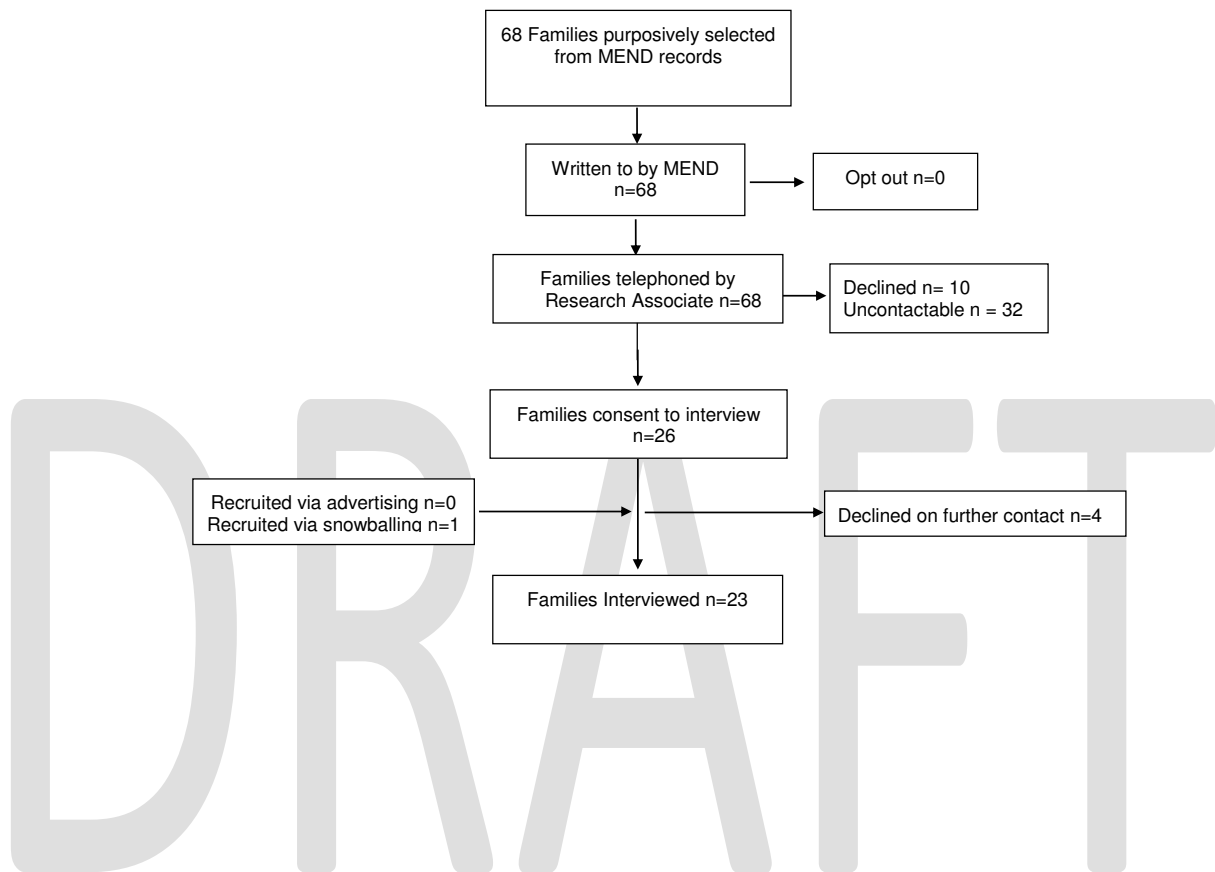 68 Families purposively selected
from MEND records
Written to by MEND
n=68
Opt out n=0
Families telephoned by
Research Associate n=68
Declined n= 10
Uncontactable n = 32
Families consent to interview
n=26
Recruited via advertising n=0
Recruited via snowballing n=1
Declined on further contact n=4
Families Interviewed n=23
DRAFT